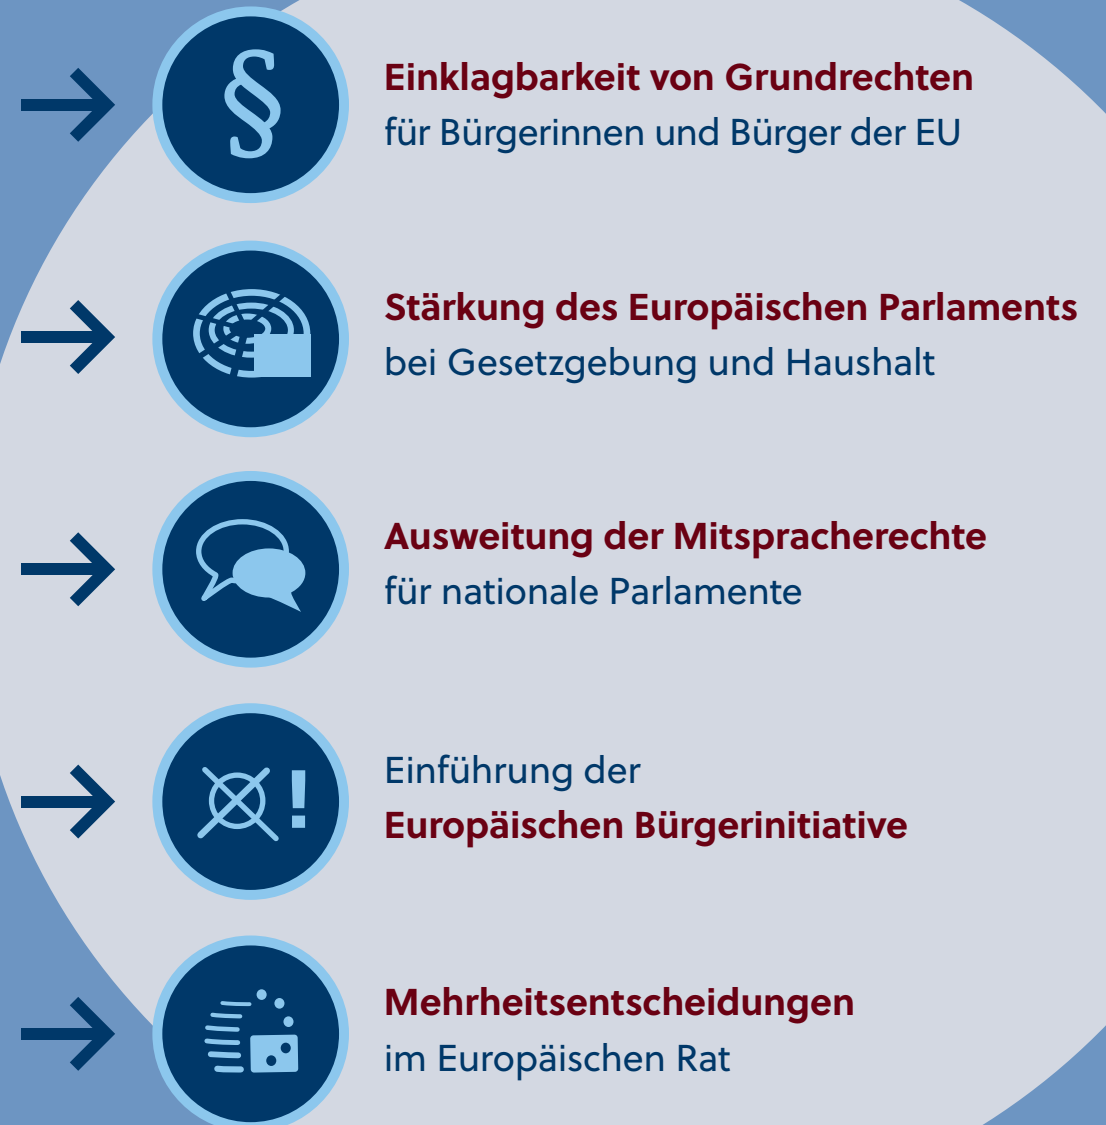 §
Einklagbarkeit von Grundrechten
für Bürgerinnen und Bürger der EU
Stärkung des Europäischen Parlaments
bei Gesetzgebung und Haushalt
Ausweitung der Mitspracherechte
für nationale Parlamente
!
Einführung der
Europäischen Bürgerinitiative
Mehrheitsentscheidungen
im Europäischen Rat